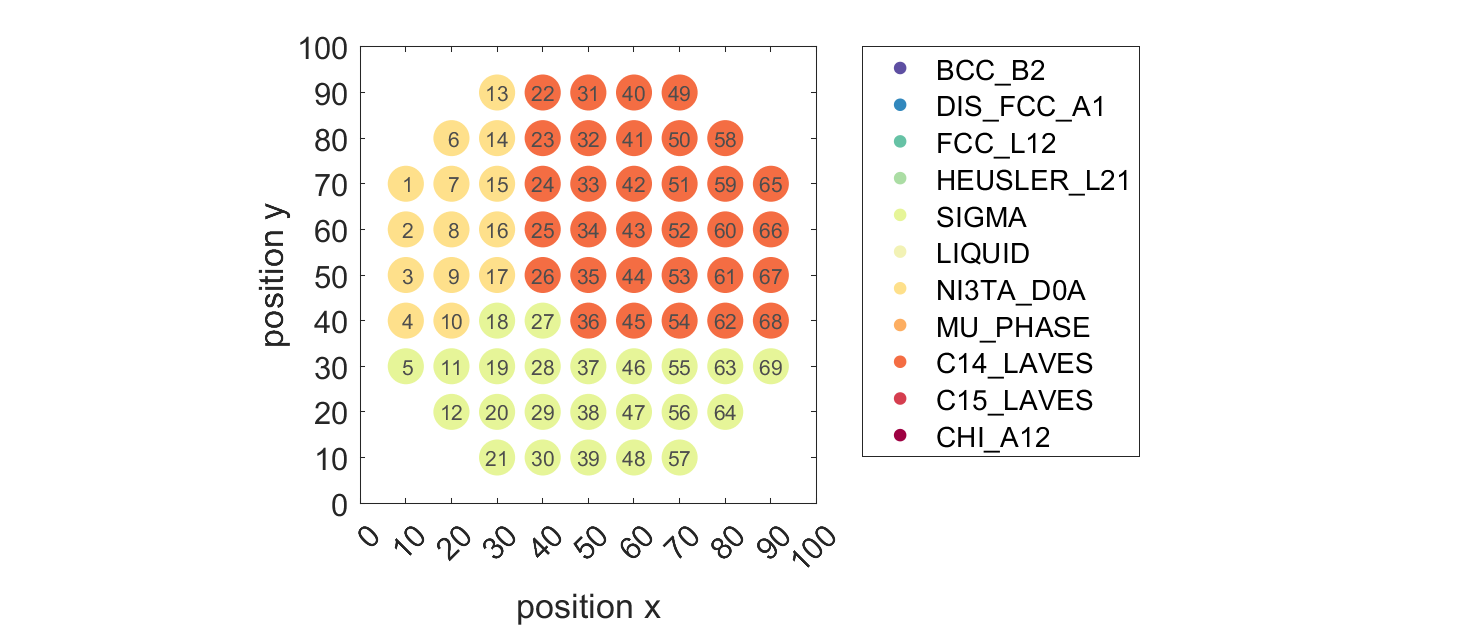 100
90 13 22 31 40 49
80 6 14 23 32 41 50 58
70 1 7 15 24 33 42 51 59 65
60 2 8 16 25 34 43 52 60 66
50 3 9 17 26 35 44 53 61 67
40 4 10 18 27 36 45 54 62 68
30 5 11 19 28 37 46 55 63 69
20 12 20 29 38 47 56 64
10 21 30 39 48 57
0
position y
0 10 20 30 40 50 60 70 80 90 100
position x
BCC_B2
DIS_FCC_A1
FCC_L12
HEUSLER_L21
SIGMA
LIQUID
NI3TA_D0A
MU_PHASE
C14_LAVES
C15_LAVES
CHI_A12